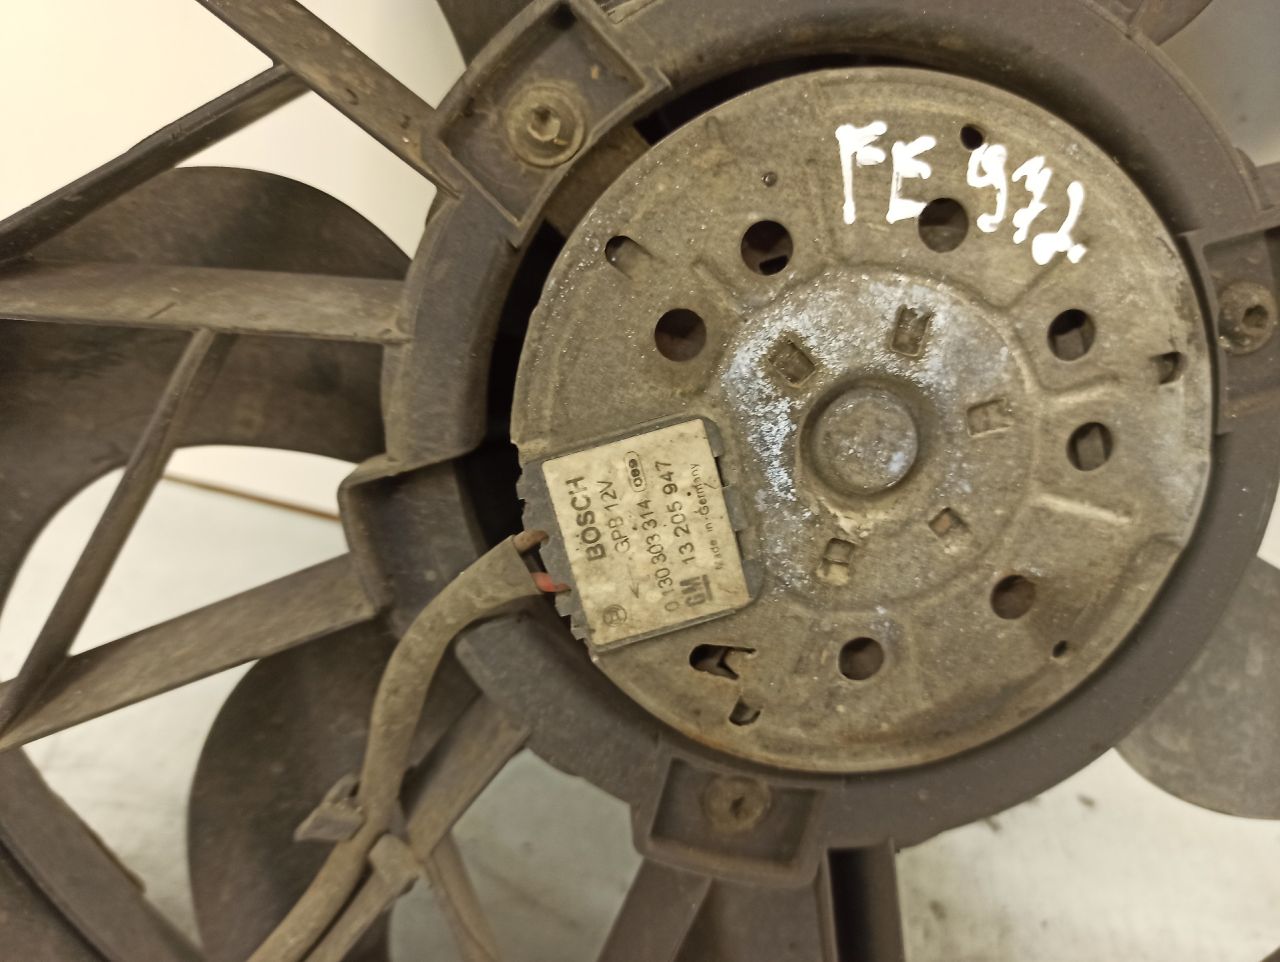 FE 972
BOSCH
GPB 12V
< 0 130 303 314
GM 13 205 947
Made in Germany